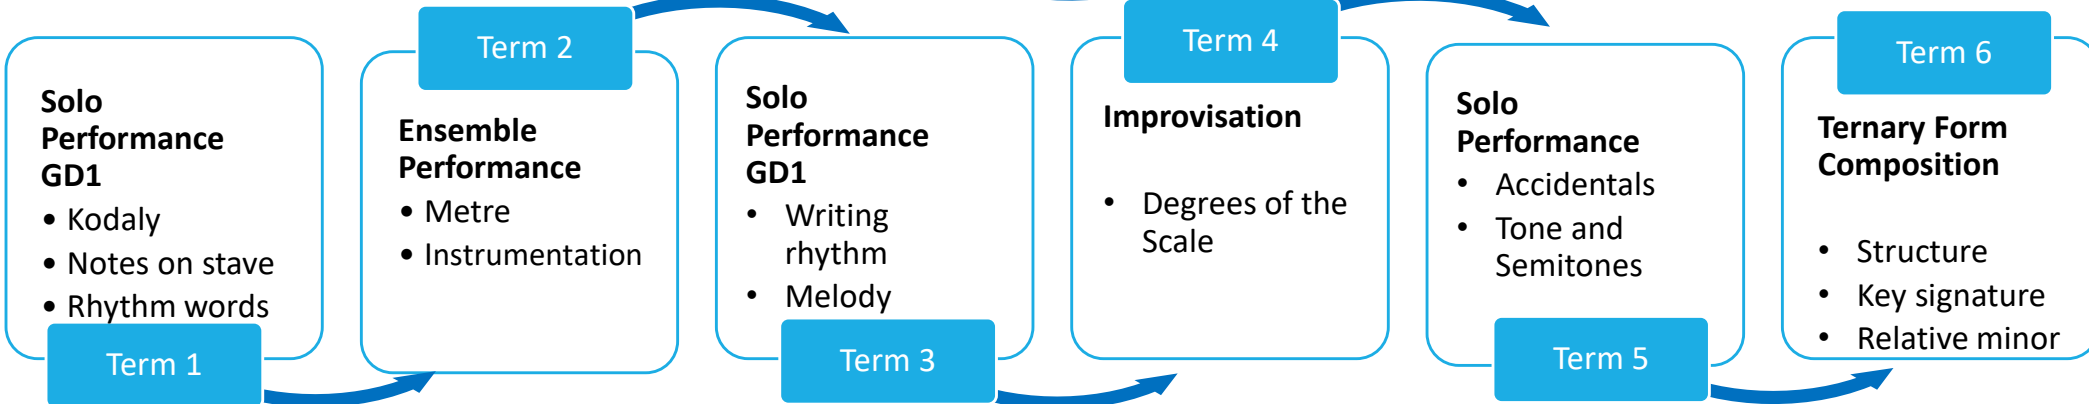 Solo
Performance
GD1
• Kodaly
• Notes on stave
• Rhythm words
Term 1
Term 2
Ensemble
Performance
• Metre
• Instrumentation
Solo
Performance
GD1
• Writing
rhythm
• Melody
Term 3
Term 4
Improvisation
• Degrees of the
Scale
Solo
Performance
• Accidentals
• Tone and
Semitones
Term 5
Term 6
Ternary Form
Composition
• Structure
• Key signature
• Relative minor